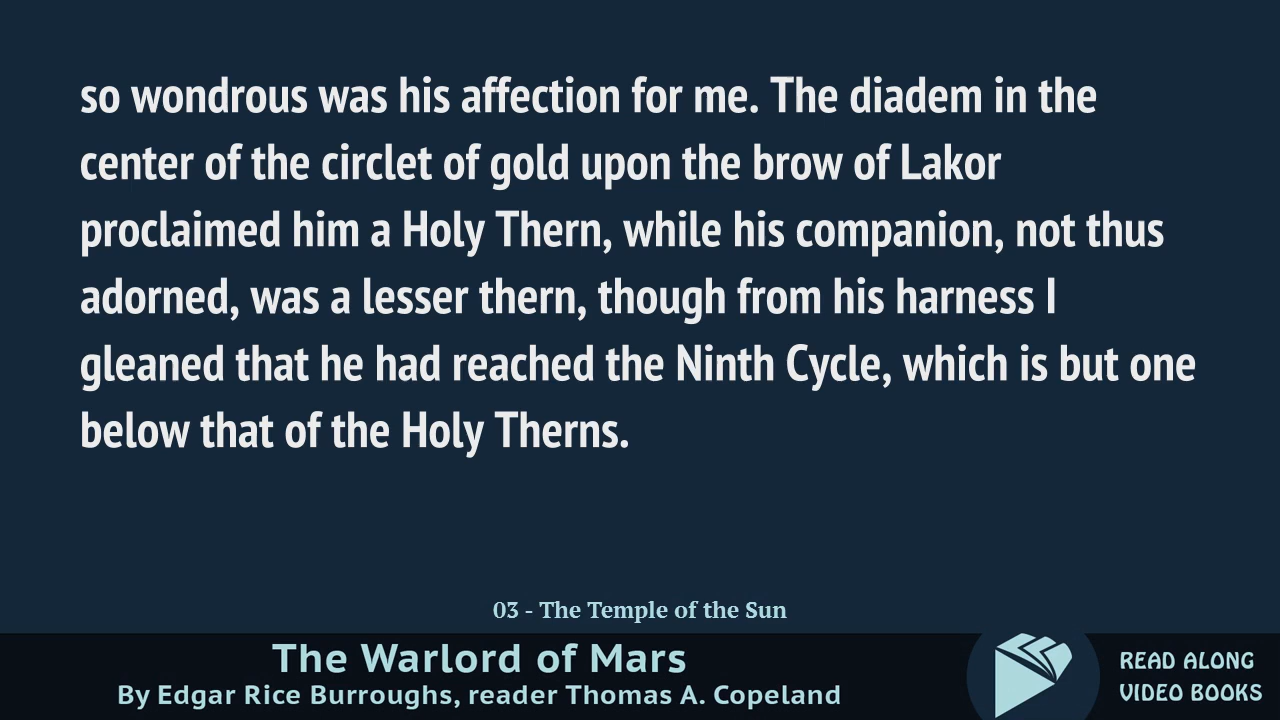 so wondrous was his affection for me. The diadem in the
center of the circlet of gold upon the brow of Lakor
proclaimed him a Holy Thern, while his companion, not thus
adorned, was a lesser thern, though from his harness I
gleaned that he had reached the Ninth Cycle, which is but one
below that of the Holy Therns.
03 - The Temple of the Sun
The Warlord of Mars
By Edgar Rice Burroughs, reader Thomas A. Copeland
READ ALONG
VIDEO BOOKS